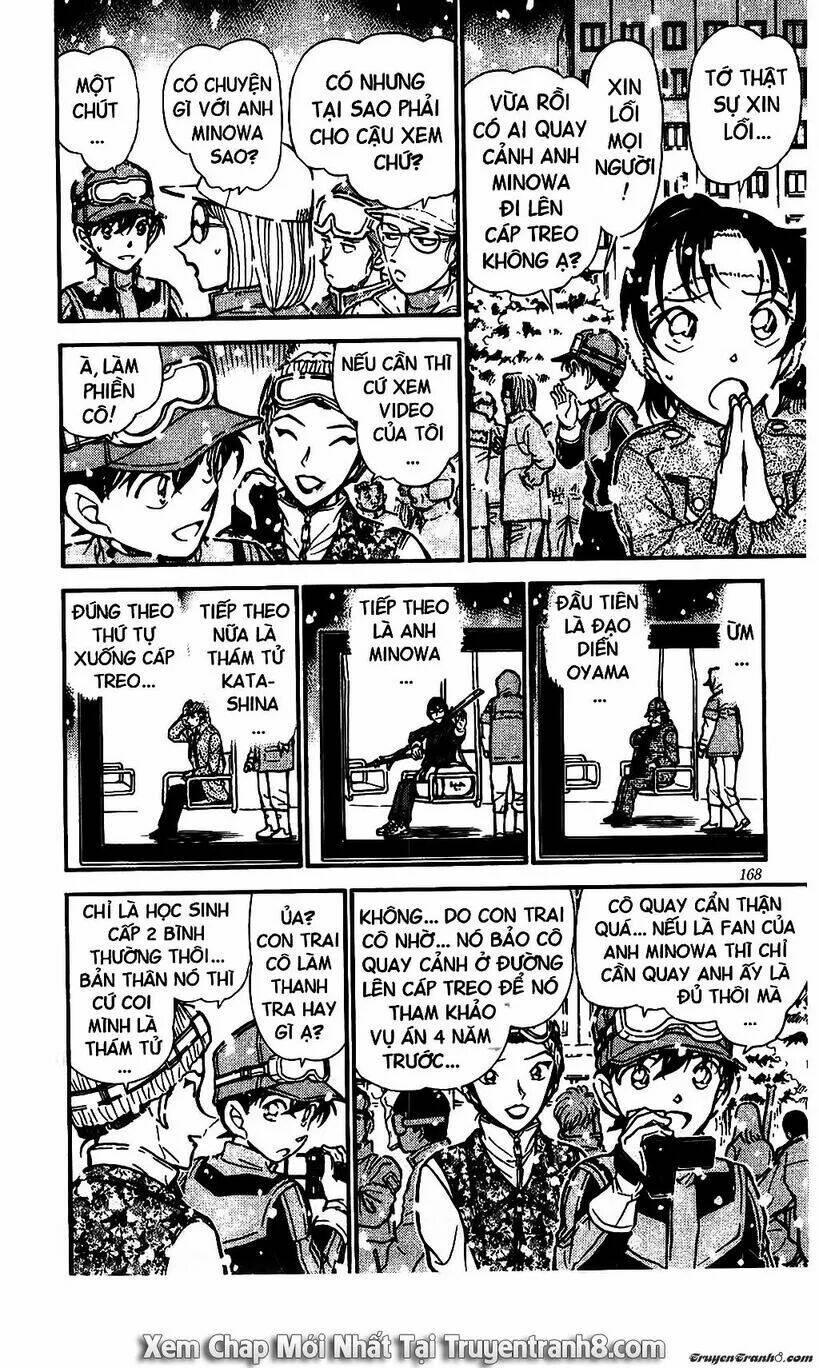 TỚ THẬT
SỰ XIN
LỖI...
XIN
LỖI
MỌI
NGƯỜI
!
VỪA RỒI
CÓ AI QUAY
CẢNH ANH
MINOWA
ĐI LÊN
CÁP TREO
KHÔNG Ạ?
CÓ NHƯNG
TẠI SAO PHẢI
CHO CẬU XEM
CHỨ?
CÓ CHUYỆN
GÌ VỚI ANH
MINOWA
SAO?
MỘT
CHÚT
...
NẾU CẦN THÌ
CỨ XEM
VIDEO
CỦA TÔI
...
À, LÀM
PHIỀN
CÔ!
ỪM
...
ĐẦU TIÊN
LÀ ĐẠO
DIỄN
OYAMA
TIẾP THEO
LÀ ANH
MINOWA
...
TIẾP THEO
NỮA LÀ
THÁM TỬ
KATA-
SHINA
...
ĐÚNG THEO
THỨ TỰ
XUỐNG CÁP
TREO...
168
CÔ QUAY CẨN THẬN
QUÁ... NẾU LÀ FAN CỦA
ANH MINOWA THÌ CHỈ
CẦN QUAY ANH ẤY LÀ
ĐỦ THÔI MÀ
...
KHÔNG... DO CON TRAI
CÔ NHỜ... NÓ BẢO CÔ
QUAY CẢNH Ở ĐƯỜNG
LÊN CÁP TREO ĐỂ NÓ
THAM KHẢO
VỤ ÁN 4 NĂM
TRƯỚC...
ỦA?
CON TRAI
CÔ LÀM
THANH
TRA HAY
GÌ Ạ?
CHỈ LÀ HỌC SINH
CẤP 2 BÌNH
THƯỜNG THÔI...
BẢN THÂN NÓ THÌ
CỨ COI
MÌNH LÀ
THÁM TỬ
...
Xem Chap Mới Nhất Tại Truyentranh8.com
TruyenTranh8.com